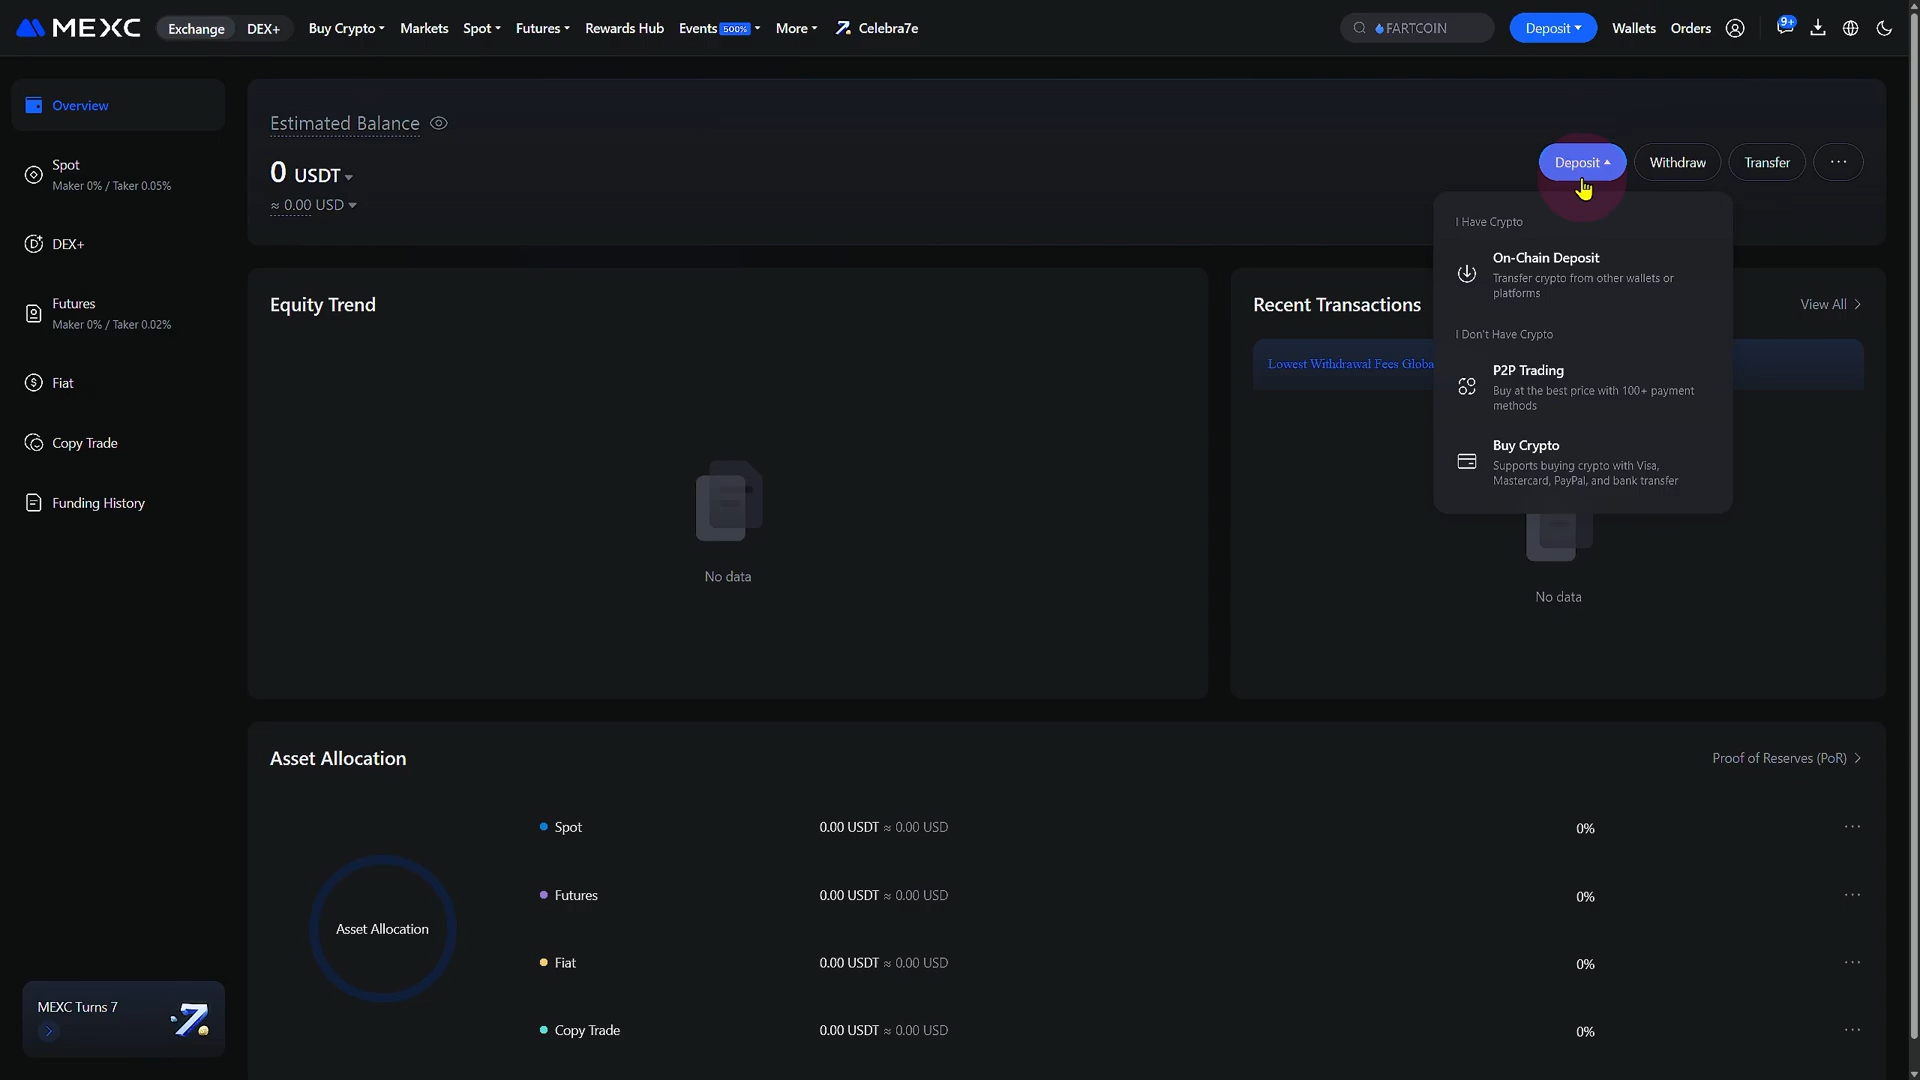 MEXC Exchange DEX+ Buy Crypto Markets Spot Futures Rewards Hub Events 500% More Celebra7e FARTCOIN Deposit Wallets Orders 9+
Overview
Spot
Maker 0% / Taker 0.05%
DEX+
Futures
Maker 0% / Taker 0.02%
Fiat
Copy Trade
Funding History
MEXC Turns 7
Estimated Balance
0 USDT
≈ 0.00 USD
Deposit Withdraw Transfer ...
I Have Crypto
On-Chain Deposit
Transfer crypto from other wallets or
platforms
I Don't Have Crypto
P2P Trading
Buy at the best price with 100+ payment
methods
Buy Crypto
Supports buying crypto with Visa,
Mastercard, PayPal, and bank transfer
Equity Trend
No data
Recent Transactions View All
Lowest Withdrawal Fees Globa
No data
Asset Allocation Proof of Reserves (PoR)
Asset Allocation
Spot 0.00 USDT ≈ 0.00 USD 0% ...
Futures 0.00 USDT ≈ 0.00 USD 0% ...
Fiat 0.00 USDT ≈ 0.00 USD 0% ...
Copy Trade 0.00 USDT ≈ 0.00 USD 0% ...